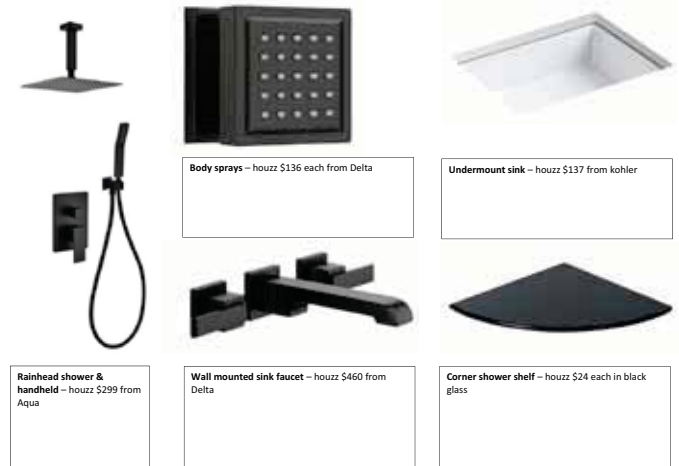 Body sprays – houzz $136 each from Delta
Undermount sink – houzz $137 from kohler
Rainhead shower &
handheld – houzz $299 from
Aqua
Wall mounted sink faucet – houzz $460 from
Delta
Corner shower shelf – houzz $24 each in black
glass